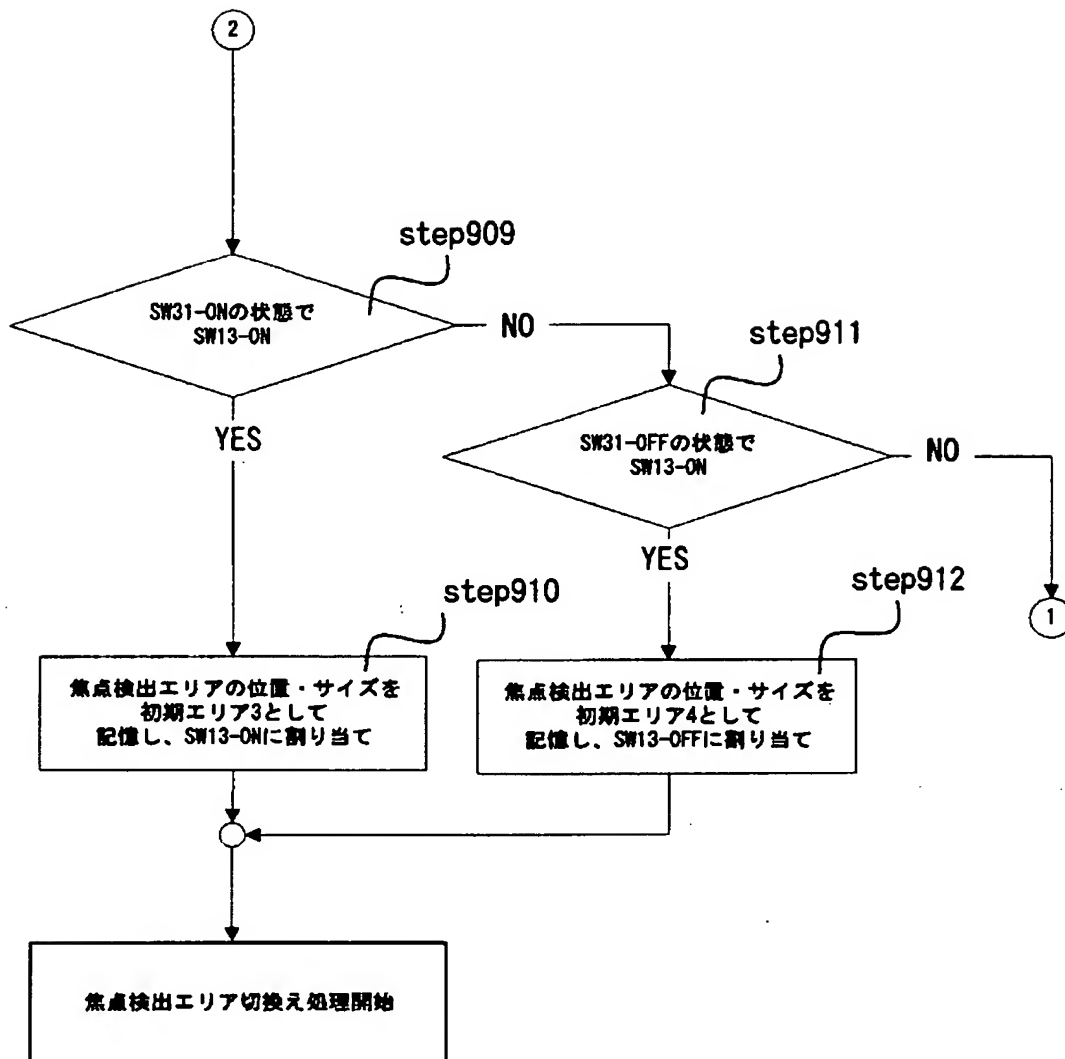 2
step909
SW31-ONの状態で
SW13-ON
NO
step911
YES
SW31-OFFの状態で
SW13-ON
NO
YES
step910
step912
1
焦点検出エリアの位置・サイズを
初期エリア3として
記憶し、SW13-ONに割り当て
焦点検出エリアの位置・サイズを
初期エリア4として
記憶し、SW13-OFFに割り当て
焦点検出エリア切換え処理開始